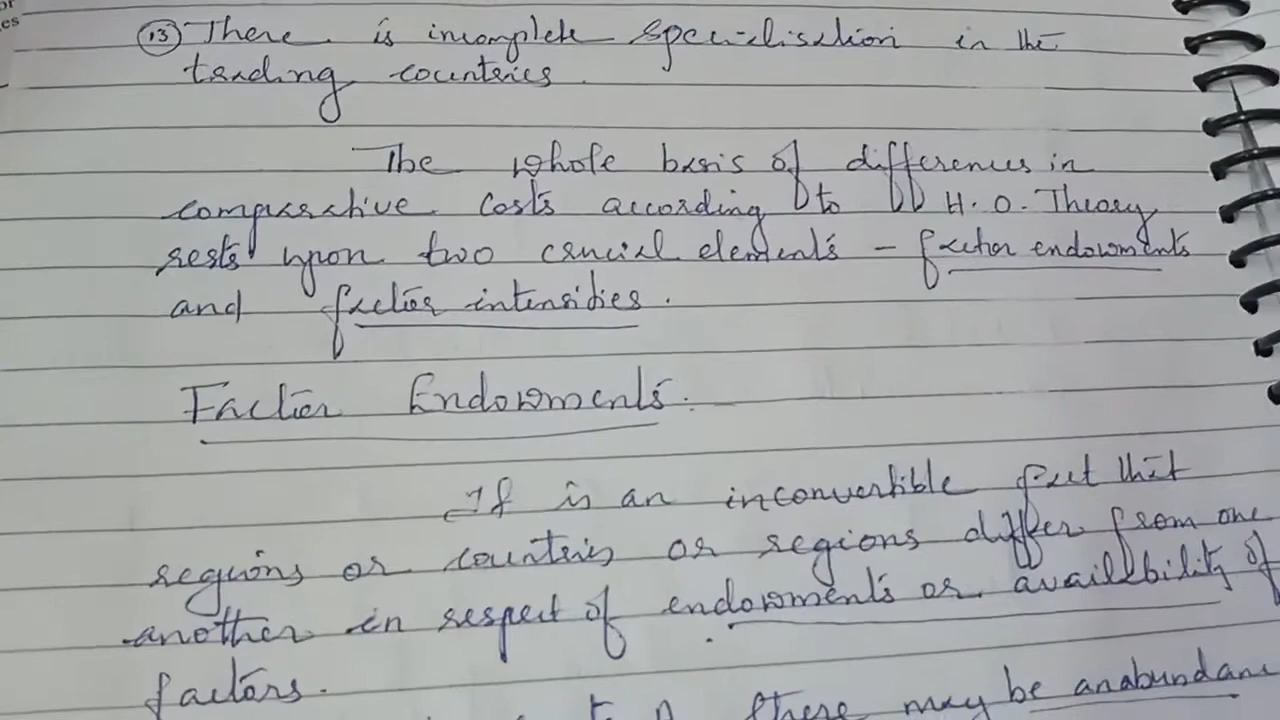 or
es
13 There is incomplete specialisation in the
trading countries.
The whole basis of differences in
comparative costs according to H.O. Theory
rests upon two crucial elements - factor endowments
and factor intensities.
Factor Endowments.
It is an inconvertible fact that
regions or countries or regions differ from one
another in respect of endowments or availability of
factors.
there may be an abundan